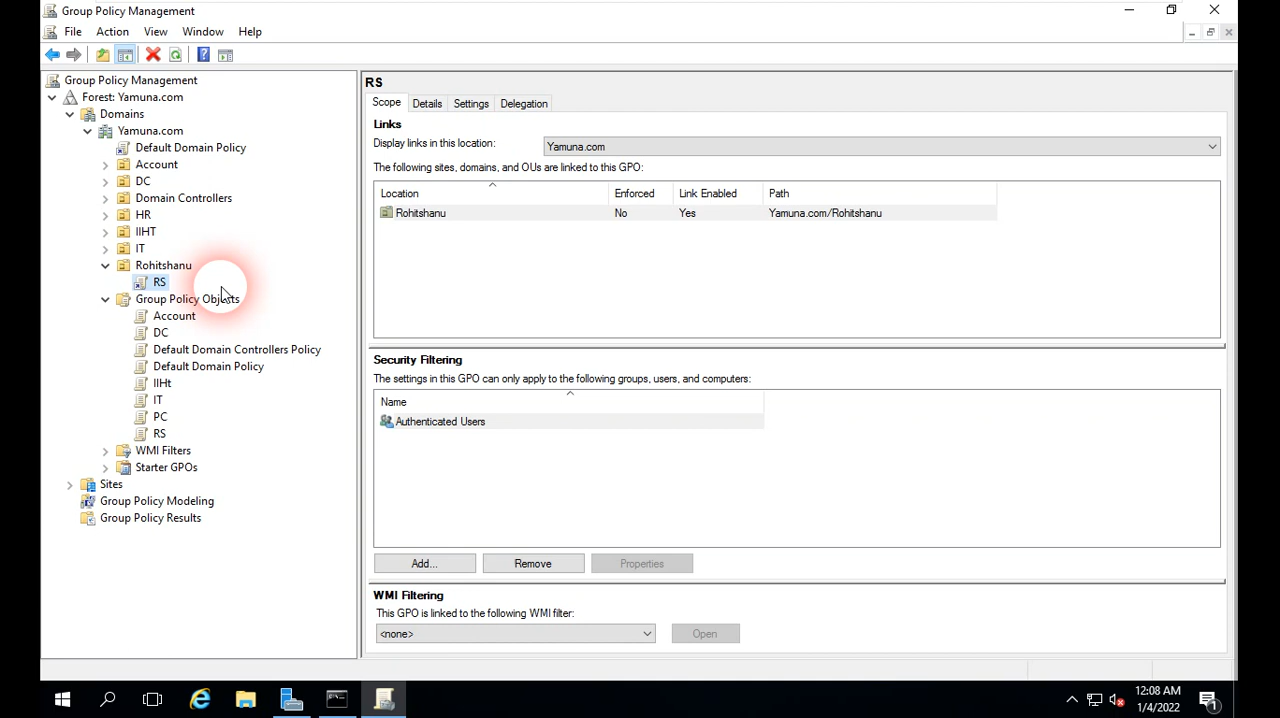 Group Policy Management
File Action View Window Help
Group Policy Management
Forest: Yamuna.com
Domains
Yamuna.com
Default Domain Policy
Account
DC
Domain Controllers
HR
IIHT
IT
Rohitshanu
RS
Group Policy Objects
Account
DC
Default Domain Controllers Policy
Default Domain Policy
IIHt
IT
PC
RS
WMI Filters
Starter GPOs
Sites
Group Policy Modeling
Group Policy Results
RS
Scope Details Settings Delegation
Links
Display links in this location: Yamuna.com
The following sites, domains, and OUs are linked to this GPO:
Location Enforced Link Enabled Path
Rohitshanu No Yes Yamuna.com/Rohitshanu
Security Filtering
The settings in this GPO can only apply to the following groups, users, and computers:
Name
Authenticated Users
Add... Remove Properties
WMI Filtering
This GPO is linked to the following WMI filter:
<none> Open
12:08 AM
1/4/2022
1